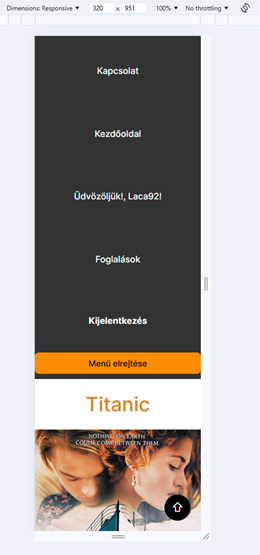 Dimensions: Responsive ▼ 320 × 951 100% ▼ No throttling ▼
Kapcsolat
Kezdőoldal
Üdvözöljük!, Laca92!
Foglalások
Kijelentkezés
Menü elrejtése
Titanic
NOTHING ON EARTH
COULD COME BETWEEN THEM.